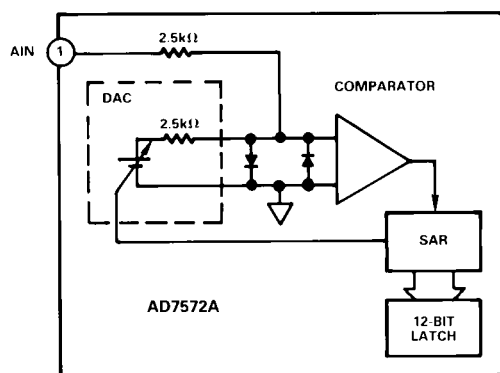 AIN
1
2.5kΩ
DAC
2.5kΩ
COMPARATOR
SAR
AD7572A
12-BIT
LATCH